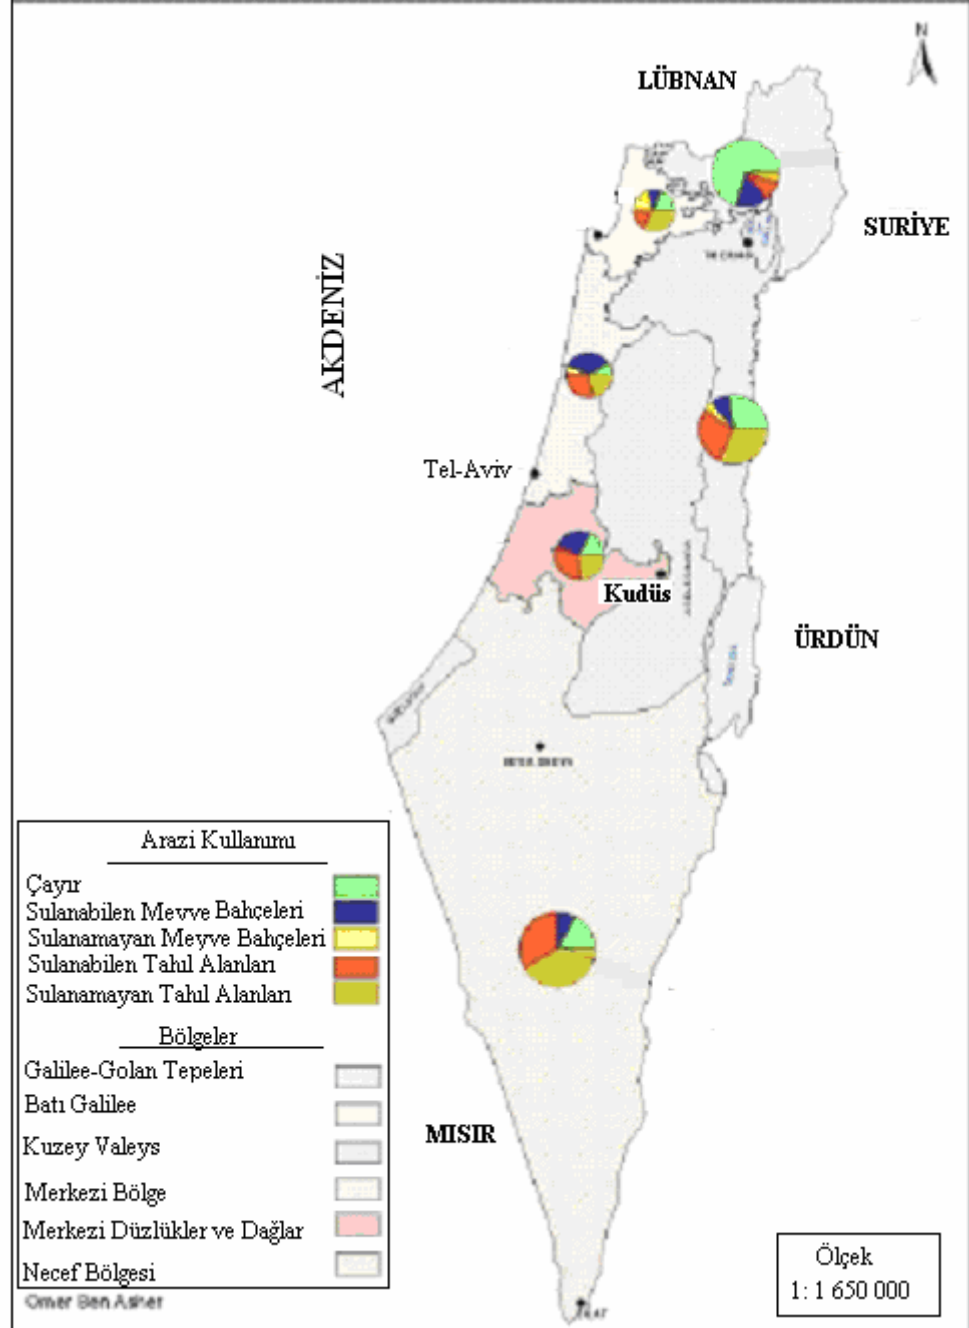 N
LÜBNAN
SURİYE
AKDENİZ
Tel-Aviv
Kudüs
ÜRDÜN
MISIR
Arazi Kullanımı
Çayır
Sulanabilen Mevve Bahçeleri
Sulanamayan Meyve Bahçeleri
Sulanabilen Tahıl Alanları
Sulanamayan Tahıl Alanları
Bölgeler
Galilee-Golan Tepeleri
Batı Galilee
Kuzey Valeys
Merkezi Bölge
Merkezi Düzlükler ve Dağlar
Necef Bölgesi
Omer Ben Asher
Ölçek
1: 1 650 000